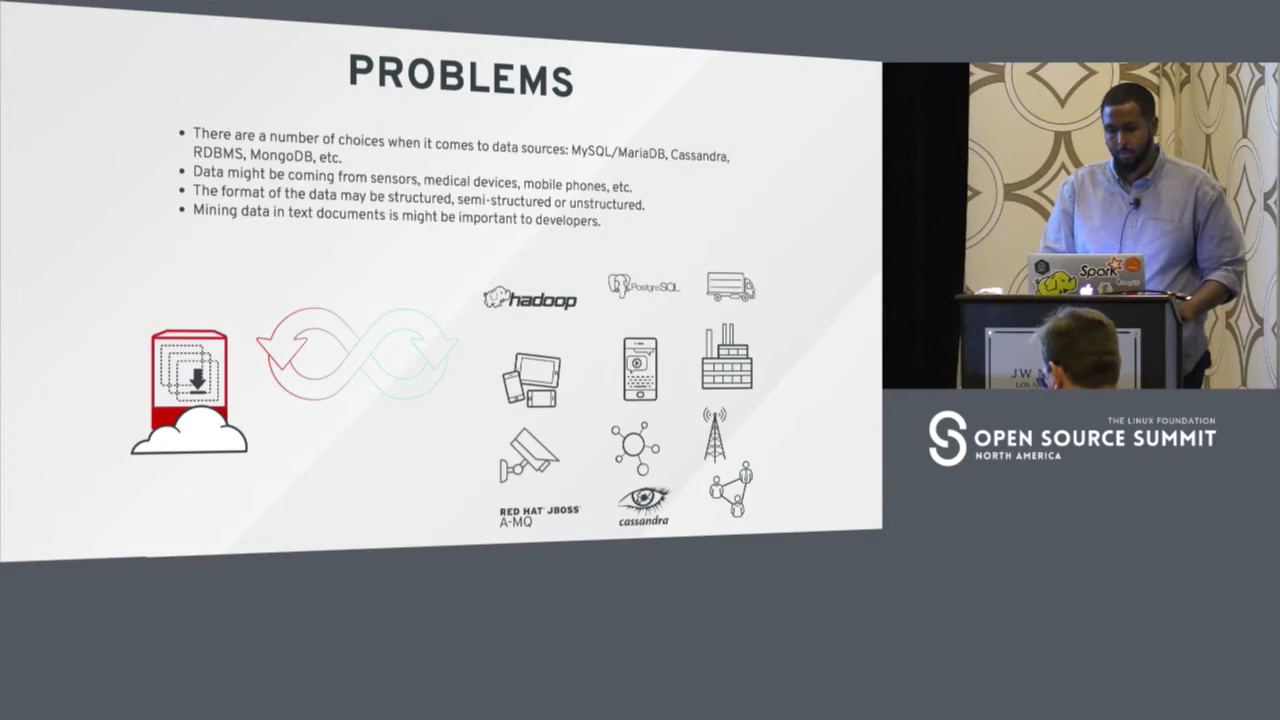 PROBLEMS
• There are a number of choices when it comes to data sources: MySQL/MariaDB, Cassandra,
RDBMS, MongoDB, etc.
• Data might be coming from sensors, medical devices, mobile phones, etc.
• The format of the data may be structured, semi-structured or unstructured.
• Mining data in text documents is might be important to developers.
hadoop
PostgreSQL
RED HAT JBOSS
A-MQ
cassandra
Spark
JW M
THE LINUX FOUNDATION
OPEN SOURCE SUMMIT
NORTH AMERICA